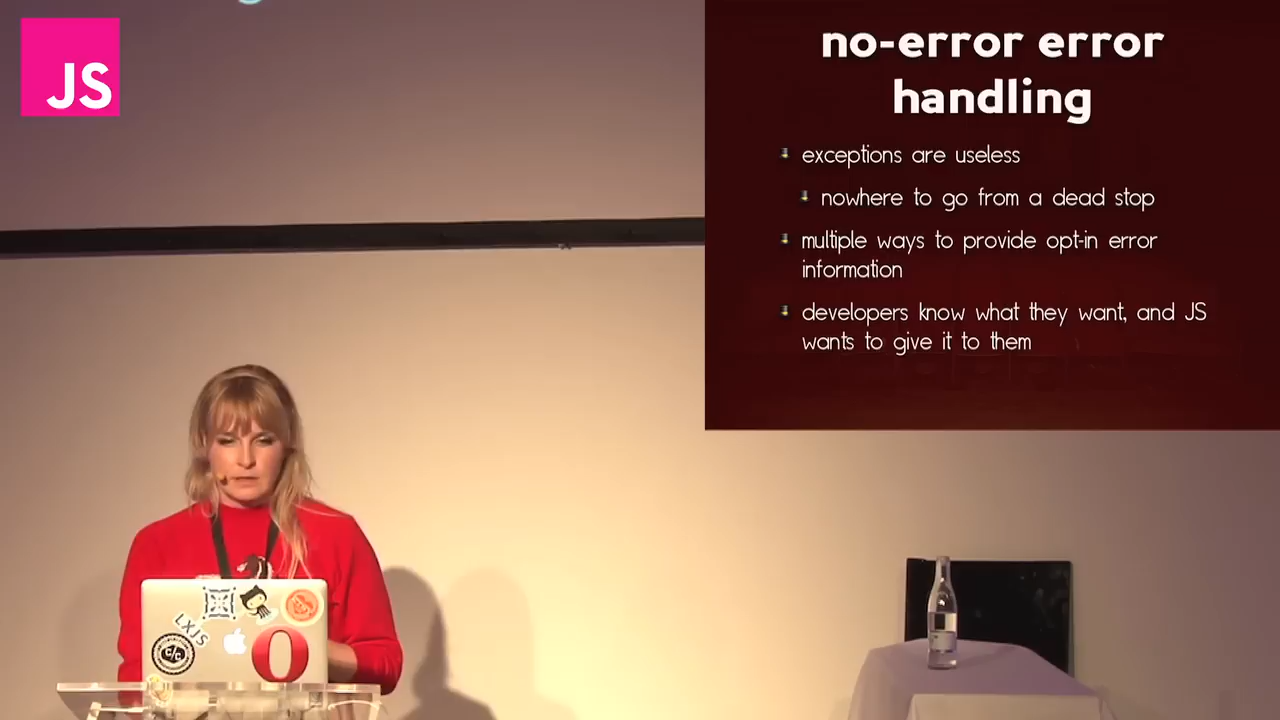 JS
no-error error
handling
exceptions are useless
nowhere to go from a dead stop
multiple ways to provide opt-in error
information
developers know what they want, and JS
wants to give it to them
LXJS
C/C
O